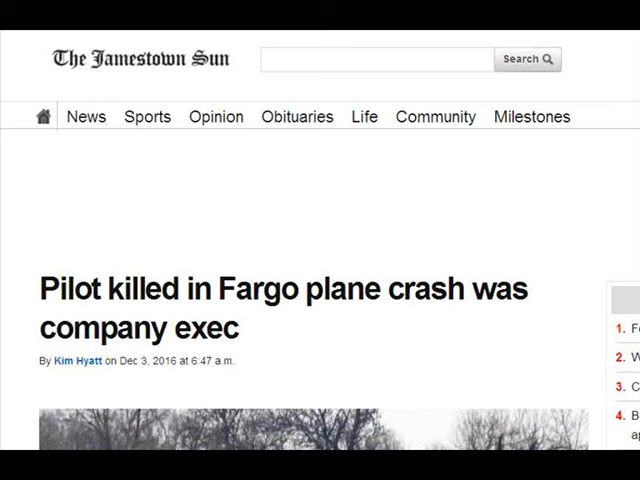 The Jamestown Sun
Search
News Sports Opinion Obituaries Life Community Milestones
Pilot killed in Fargo plane crash was
company exec
By Kim Hyatt on Dec 3, 2016 at 6:47 a.m.
1.
2.
3.
4.